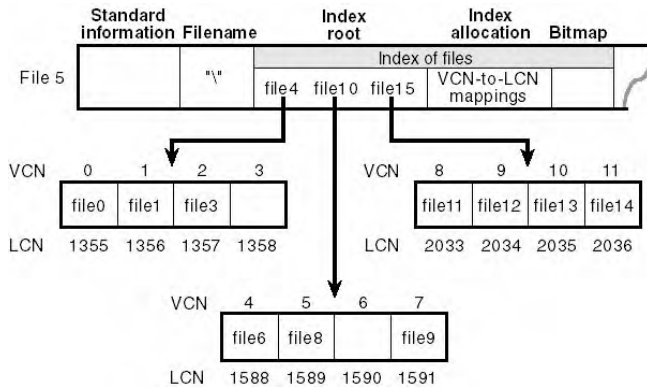 Standard information Filename Index root Index allocation Bitmap
File 5 "\" Index of files
file4 file10 file15 VCN-to-LCN mappings
VCN 0 1 2 3
file0 file1 file3
LCN 1355 1356 1357 1358
VCN 8 9 10 11
file11 file12 file13 file14
LCN 2033 2034 2035 2036
VCN 4 5 6 7
file6 file8 file9
LCN 1588 1589 1590 1591